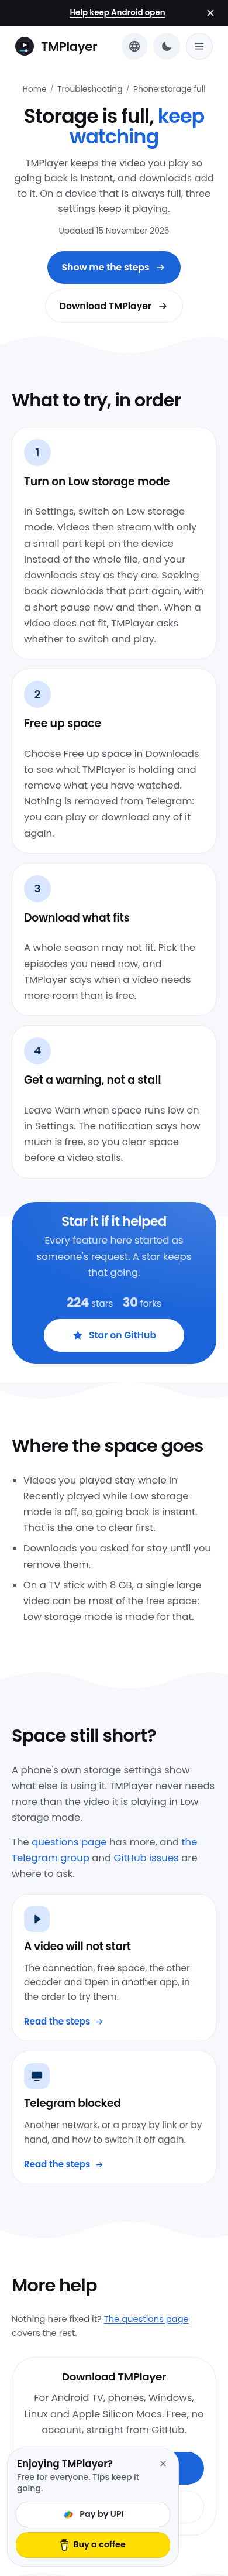 Help keep Android open
TMPlayer
Home / Troubleshooting / Phone storage full
Storage is full, keep
watching
TMPlayer keeps the video you play so
going back is instant, and downloads add
to it. On a device that is always full, three
settings keep it playing.
Updated 15 November 2026
Show me the steps
Download TMPlayer
What to try, in order
1
Turn on Low storage mode
In Settings, switch on Low storage
mode. Videos then stream with only
a small part kept on the device
instead of the whole file, and your
downloads stay as they are. Seeking
back downloads that part again, with
a short pause now and then. When a
video does not fit, TMPlayer asks
whether to switch and play.
2
Free up space
Choose Free up space in Downloads
to see what TMPlayer is holding and
remove what you have watched.
Nothing is removed from Telegram:
you can play or download any of it
again.
3
Download what fits
A whole season may not fit. Pick the
episodes you need now, and
TMPlayer says when a video needs
more room than is free.
4
Get a warning, not a stall
Leave Warn when space runs low on
in Settings. The notification says how
much is free, so you clear space
before a video stalls.
Star it if it helped
Every feature here started as
someone's request. A star keeps
that going.
224 stars 30 forks
Star on GitHub
Where the space goes
• Videos you played stay whole in
Recently played while Low storage
mode is off, so going back is instant.
That is the one to clear first.
• Downloads you asked for stay until you
remove them.
• On a TV stick with 8 GB, a single large
video can be most of the free space:
Low storage mode is made for that.
Space still short?
A phone's own storage settings show
what else is using it. TMPlayer never needs
more than the video it is playing in Low
storage mode.
The questions page has more, and the
Telegram group and GitHub issues are
where to ask.
A video will not start
The connection, free space, the other
decoder and Open in another app, in
the order to try them.
Read the steps
Telegram blocked
Another network, or a proxy by link or by
hand, and how to switch it off again.
Read the steps
More help
Nothing here fixed it? The questions page
covers the rest.
Download TMPlayer
For Android TV, phones, Windows,
Linux and Apple Silicon Macs. Free, no
account, straight from GitHub.
Enjoying TMPlayer?
Free for everyone. Tips keep it
going.
Pay by UPI
Buy a coffee